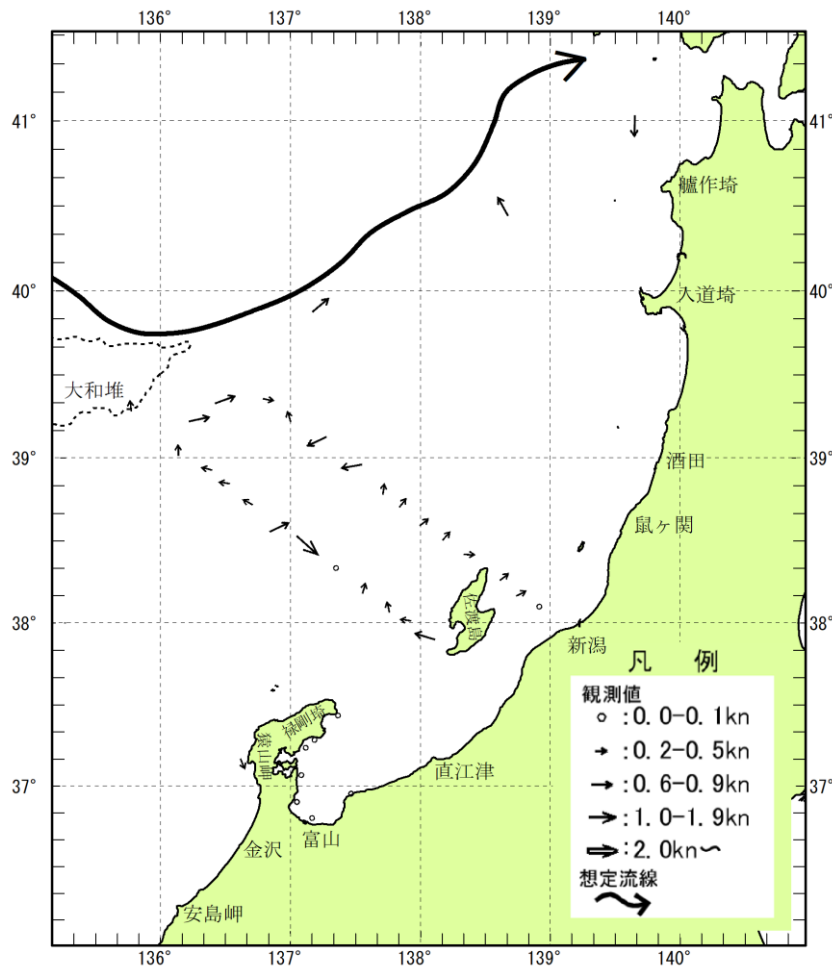 136° 137° 138° 139° 140°
41° 41°
艫作埼
40° 40°
入道埼
大和堆
39° 39°
酒田
鼠ヶ関
佐渡島
38° 38°
新潟
凡 例
観測値
○ :0.0-0.1kn
:0.2-0.5kn
:0.6-0.9kn
:1.0-1.9kn
:2.0kn〜
想定流線
禄剛埼
猿山岬
37° 37°
直江津
富山
金沢
安島岬
136° 137° 138° 139° 140°